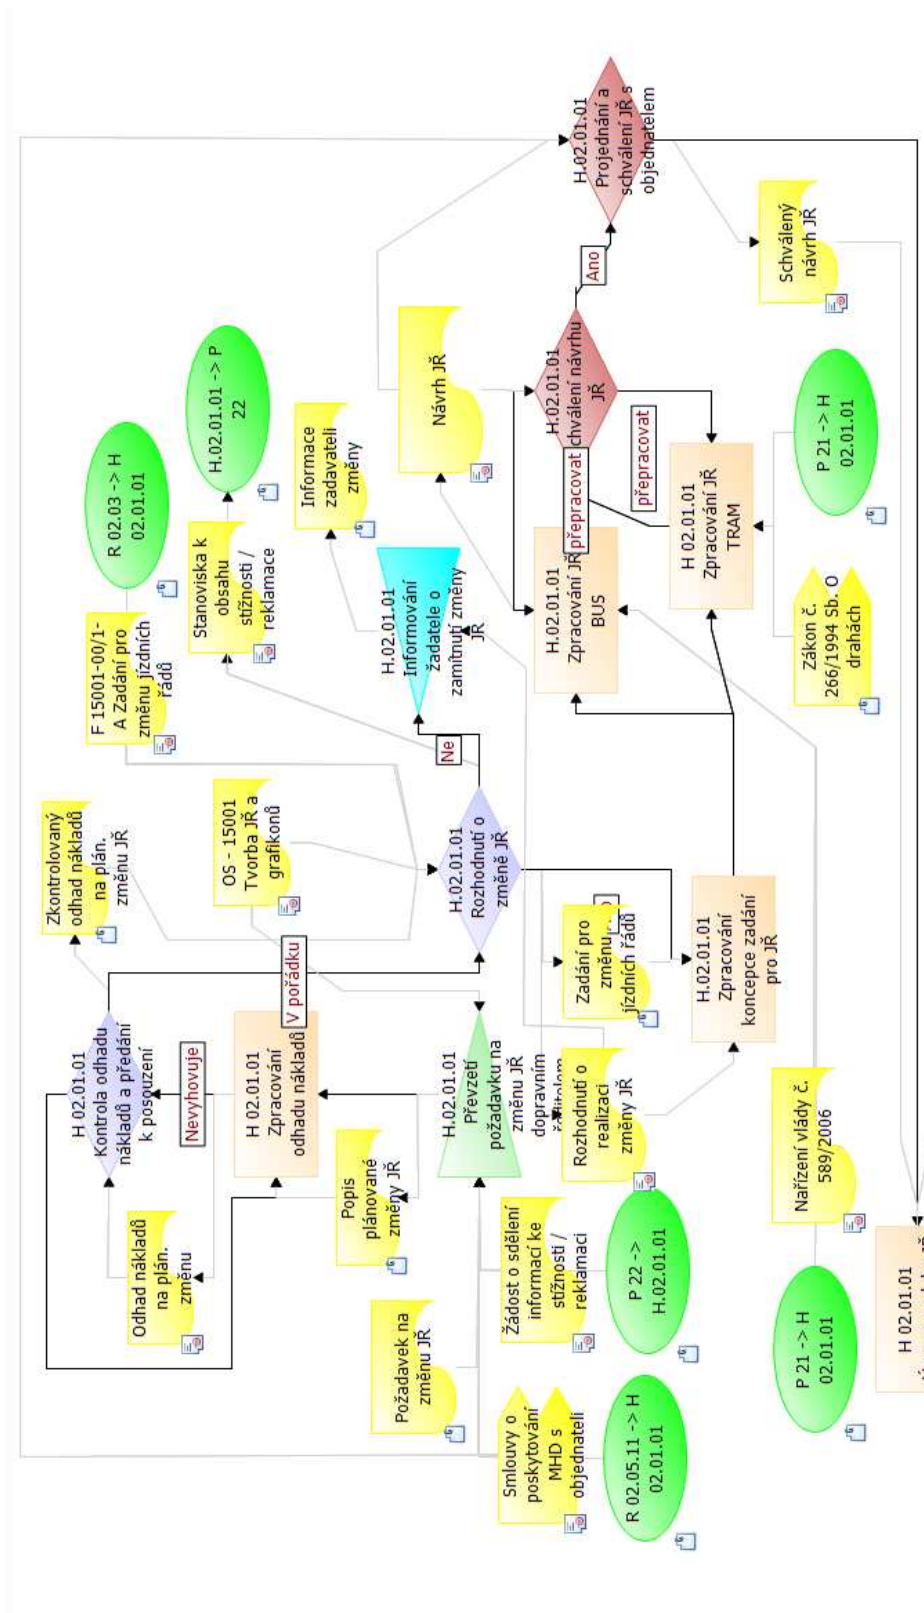 R 02.03 -> H
02.01.01
H.02.01.01 -> P
22
F 15001-00/1-
A Zadání pro
změnu jízdních
řádů
Stanoviska k
obsahu
stížnosti /
reklamace
Informace
zadavateli
změny
Návrh JŘ
H.02.01.01
Projednání a
schválení JŘ s
objednatelem
Schválený
návrh JŘ
Ano
H.02.01.01
chválení návrhu
JŘ
přepracovat
přepracovat
H 02.01.01
Zpracování JŘ
TRAM
P 21 -> H
02.01.01
H.02.01.01
Zpracování JŘ
BUS
Zákon č.
266/1994 Sb. O
drahách
H.02.01.01
Informování
žadatele o
zamítnutí změny
JŘ
Ne
Zkontrolovaný
odhad nákladů
na plán.
změnu JŘ
OS - 15001
Tvorba JŘ a
grafikonů
H.02.01.01
Rozhodnutí o
změně JŘ
Zadání pro
změnu
jízdních řádů
H.02.01.01
Zpracování
koncepce zadání
pro JŘ
V pořádku
H 02.01.01
Kontrola odhadu
nákladů a předání
k posouzení
Nevyhovuje
H 02.01.01
Zpracování
odhadu nákladů
H.02.01.01
Převzetí
požadavku na
změnu JŘ
dopravním
Rozhodnutí o
realizaci
změny JŘ
Nařízení vlády č.
589/2006
Odhad nákladů
na plán.
změnu
Popis
plánované
změny JŘ
Požadavek na
změnu JŘ
Žádost o sdělení
informací ke
stížnosti /
reklamaci
P 22 ->
H.02.01.01
P 21 -> H
02.01.01
H 02.01.01
Smlouvy o
poskytování
MHD s
objednateli
R 02.05.11 -> H
02.01.01